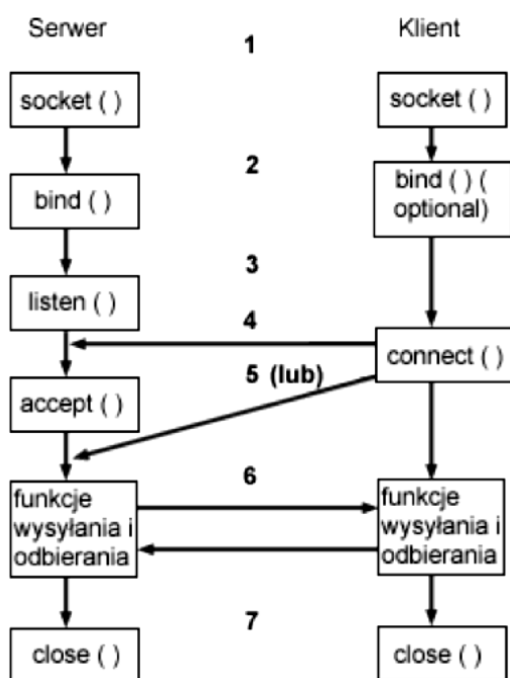 Serwer
1
Klient
socket ( )
socket ( )
2
bind ( )
bind ( ) (
optional)
3
listen ( )
4
connect ( )
5 (lub)
accept ( )
6
funkcje
wysyłania i
odbierania
funkcje
wysyłania i
odbierania
7
close ( )
close ( )